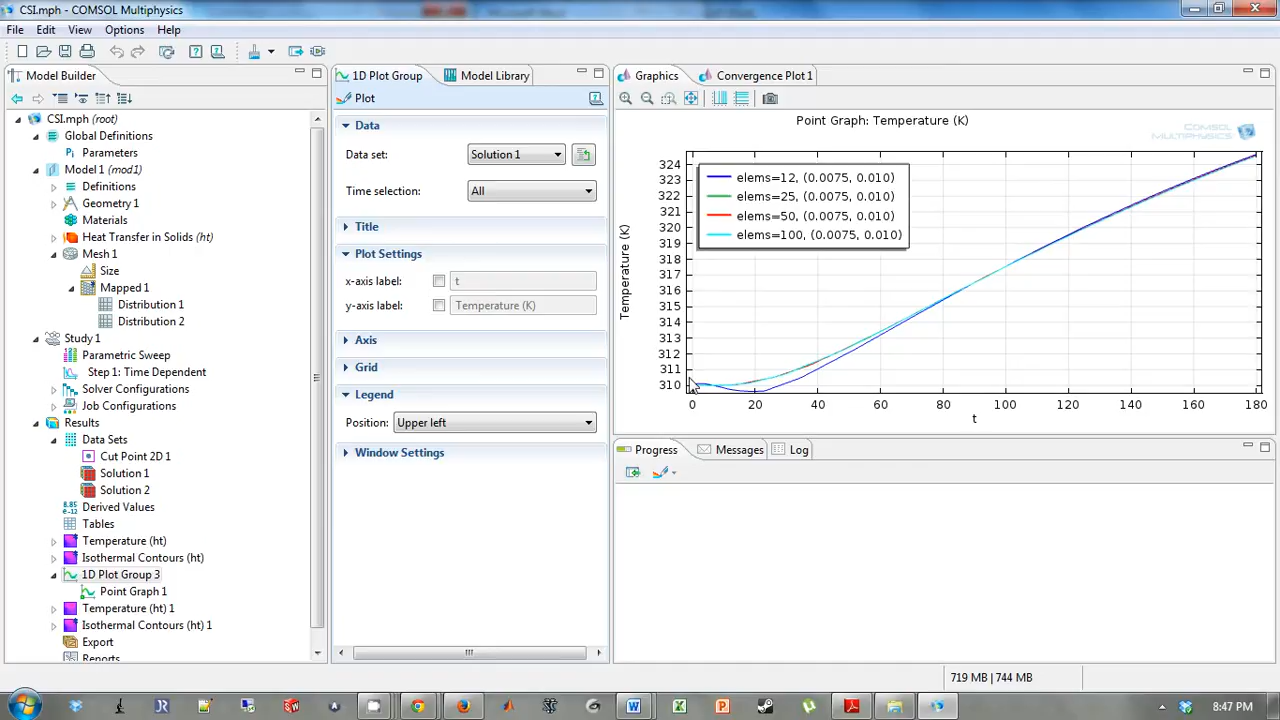 CSI.mph - COMSOL Multiphysics
File Edit View Options Help
Model Builder
CSI.mph (root)
Global Definitions
Pi Parameters
Model 1 (mod1)
Definitions
Geometry 1
Materials
Heat Transfer in Solids (ht)
Mesh 1
Size
Mapped 1
Distribution 1
Distribution 2
Study 1
Parametric Sweep
Step 1: Time Dependent
Solver Configurations
Job Configurations
Results
Data Sets
Cut Point 2D 1
Solution 1
Solution 2
8.85
e-12
Derived Values
Tables
Temperature (ht)
Isothermal Contours (ht)
1D Plot Group 3
Point Graph 1
Temperature (ht) 1
Isothermal Contours (ht) 1
Export
Reports
1D Plot Group Model Library
Plot
Data
Data set: Solution 1
Time selection: All
Title
Plot Settings
x-axis label: t
y-axis label: Temperature (K)
Axis
Grid
Legend
Position: Upper left
Window Settings
Graphics Convergence Plot 1
Point Graph: Temperature (K)
COMSOL
MULTIPHYSICS
324
323
322
321
320
319
318
317
316
315
314
313
312
311
310
Temperature (K)
elems=12, (0.0075, 0.010)
elems=25, (0.0075, 0.010)
elems=50, (0.0075, 0.010)
elems=100, (0.0075, 0.010)
0 20 40 60 80 100 120 140 160 180
t
Progress Messages Log
719 MB | 744 MB
8:47 PM